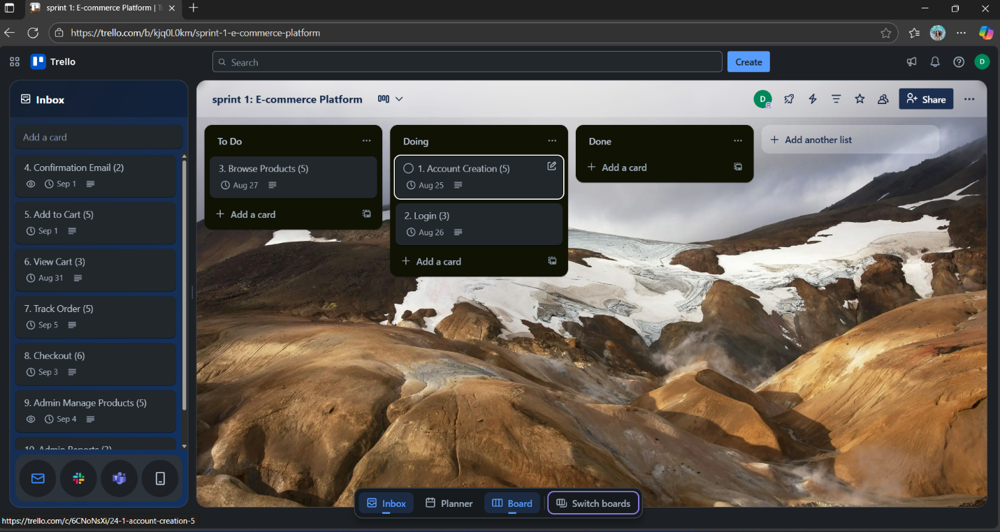 sprint 1: E-commerce Platform | T
https://trello.com/b/kjq0L0km/sprint-1-e-commerce-platform
Trello
Search
Create
D
Inbox
Add a card
4. Confirmation Email (2)
Sep 1
5. Add to Cart (5)
Sep 1
6. View Cart (3)
Aug 31
7. Track Order (5)
Sep 5
8. Checkout (6)
Sep 3
9. Admin Manage Products (5)
Sep 4
10. Admin Reports (3)
sprint 1: E-commerce Platform
D
Share
To Do
3. Browse Products (5)
Aug 27
Add a card
Doing
1. Account Creation (5)
Aug 25
2. Login (3)
Aug 26
Add a card
Done
Add a card
Add another list
Inbox
Planner
Board
Switch boards
https://trello.com/c/6CNoNsXi/24-1-account-creation-5